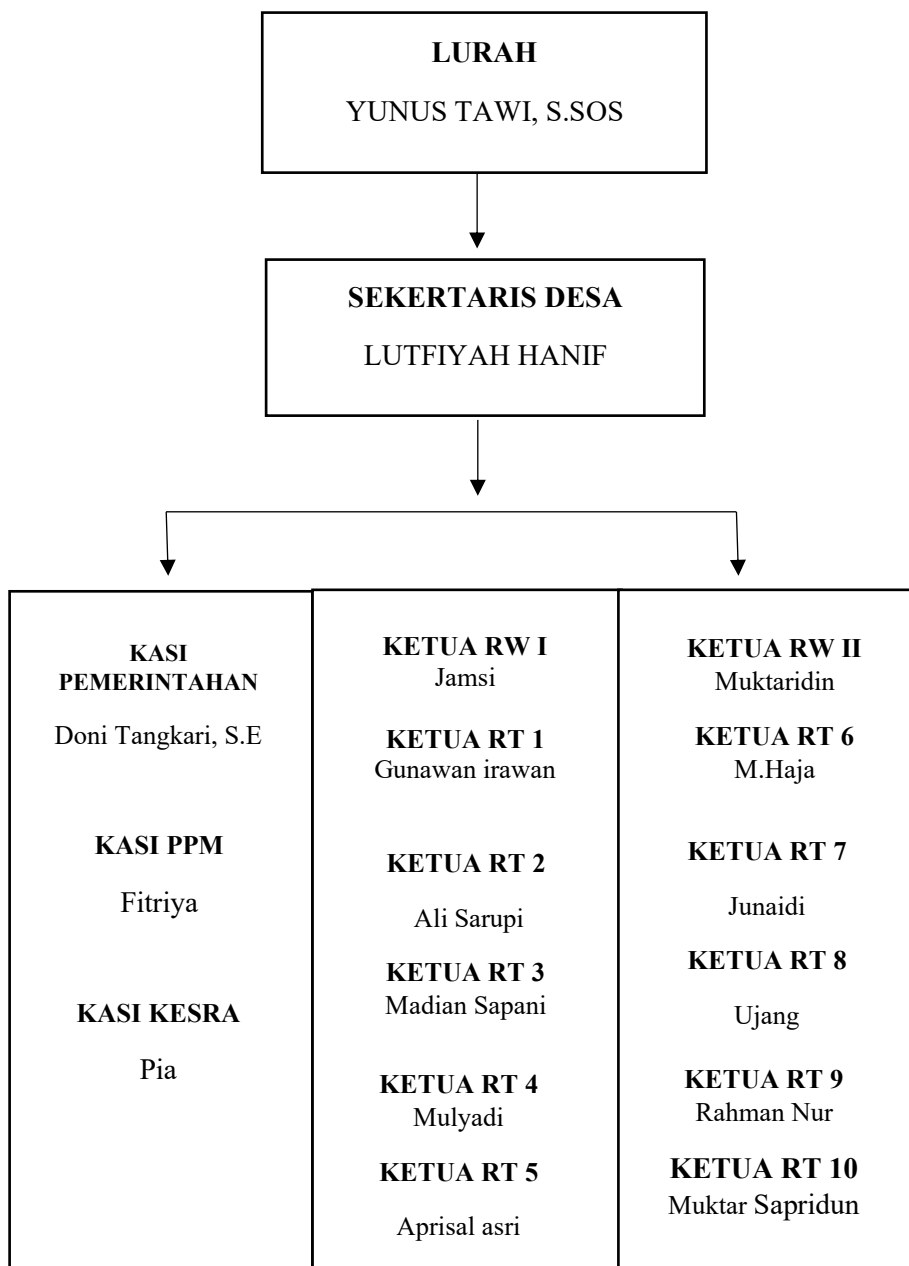 LURAH
YUNUS TAWI, S.SOS
SEKERTARIS DESA
LUTFIYAH HANIF
KASI
PEMERINTAHAN
Doni Tangkari, S.E
KASI PPM
Fitriya
KASI KESRA
Pia
KETUA RW I
Jamsi
KETUA RT 1
Gunawan irawan
KETUA RT 2
Ali Sarupi
KETUA RT 3
Madian Sapani
KETUA RT 4
Mulyadi
KETUA RT 5
Aprisal asri
KETUA RW II
Muktaridin
KETUA RT 6
M.Haja
KETUA RT 7
Junaidi
KETUA RT 8
Ujang
KETUA RT 9
Rahman Nur
KETUA RT 10
Muktar Sapridun